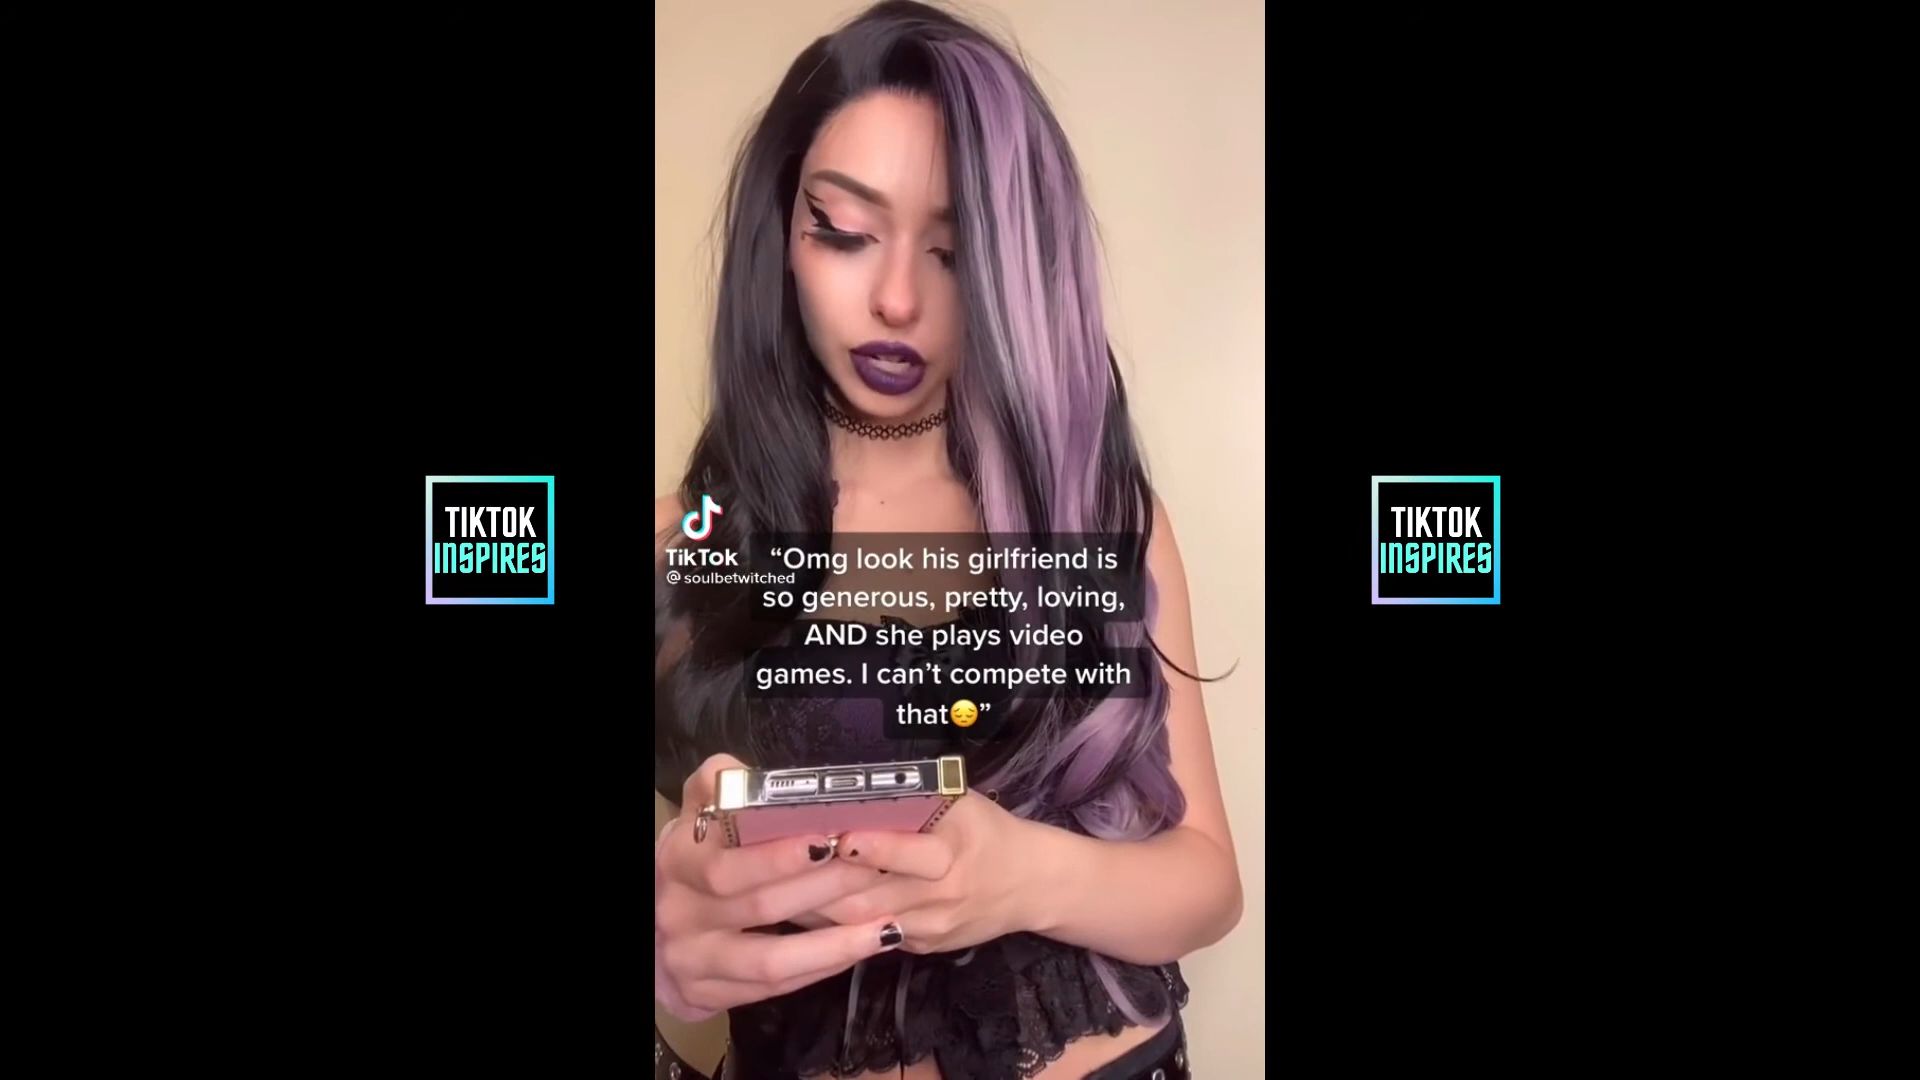 TIKTOK
INSPIRES
TikTok
@soulbetwitched
“Omg look his girlfriend is
so generous, pretty, loving,
AND she plays video
games. I can’t compete with
that😔”
TIKTOK
INSPIRES